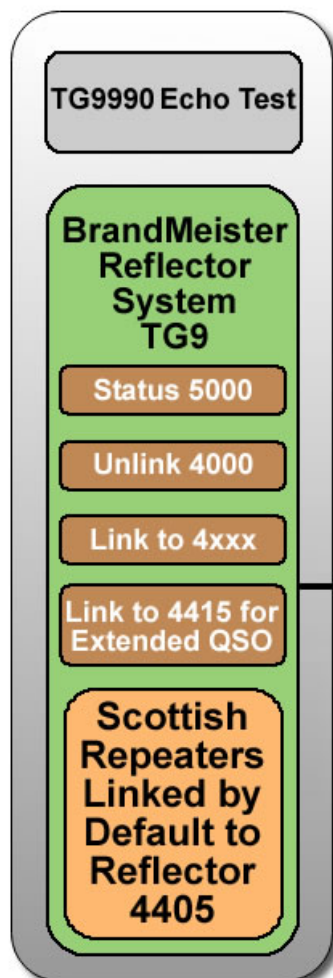 TG9990 Echo Test
BrandMeister
Reflector
System
TG9
Status 5000
Unlink 4000
Link to 4xxx
Link to 4415 for
Extended QSO
Scottish
Repeaters
Linked by
Default to
Reflector
4405